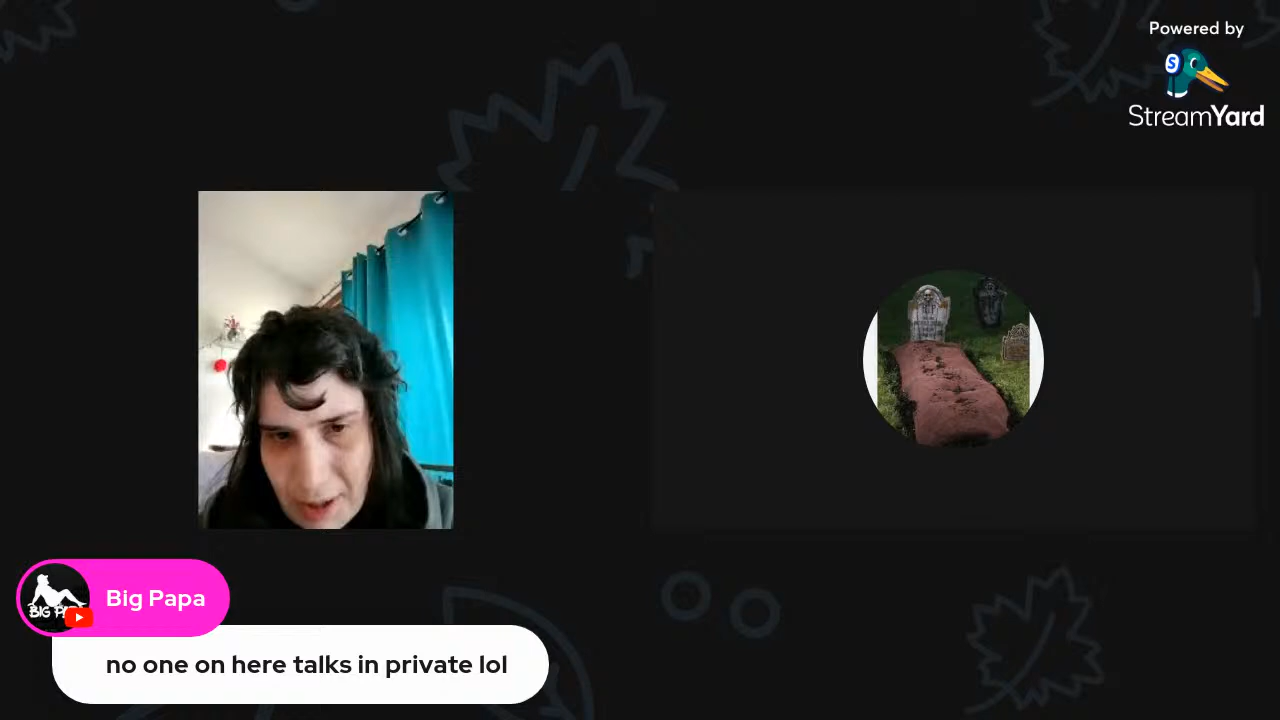 Powered by
StreamYard
Big Papa
no one on here talks in private lol